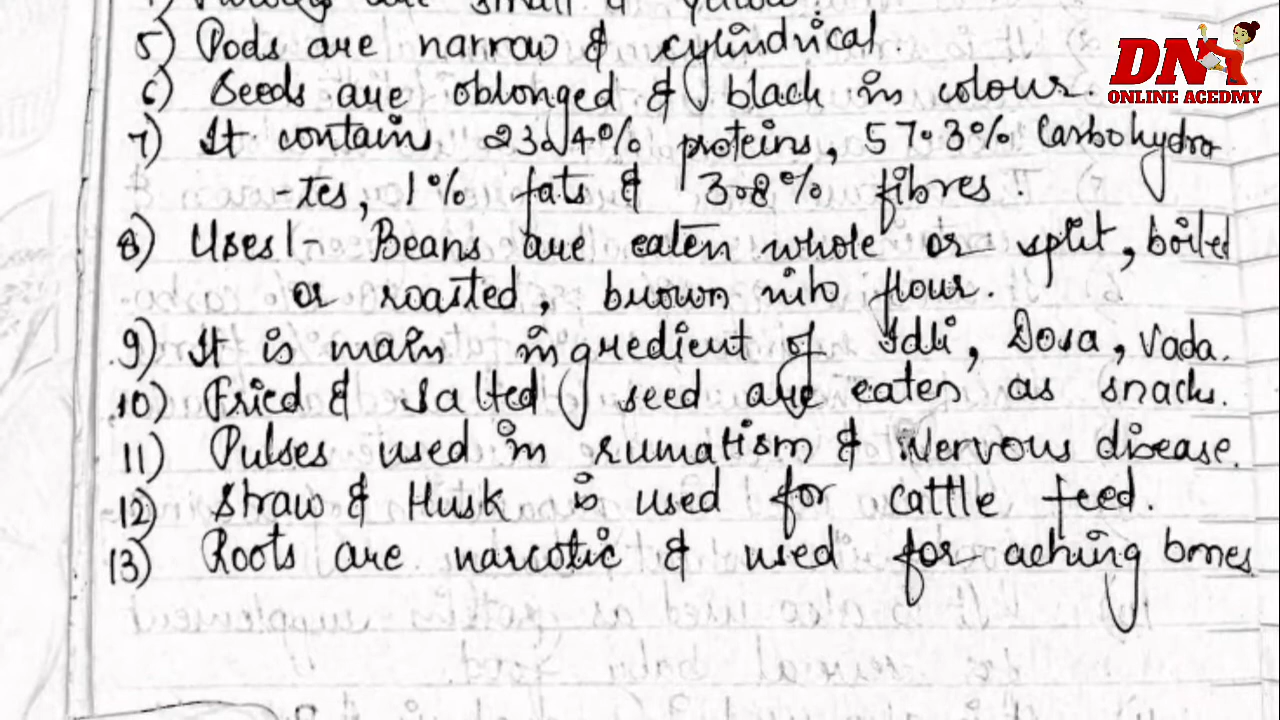 5) Pods are narrow & cylindrical.
6) Seeds are oblonged & black in colour.
7) It contains 23.4% proteins, 57.3% Carbohydra
-tes, 1% fats & 3.8% fibres.
8) Uses:- Beans are eaten whole or split, boiled
or roasted, brown into flour.
9) It is main ingredient of Idli, Dosa, Vada.
10) Fried & salted seed are eaten as snacks.
11) Pulses used in rumatism & Nervous disease.
12) Straw & Husk is used for cattle feed.
13) Roots are narcotic & used for aching bones
DN
ONLINE ACEDMY